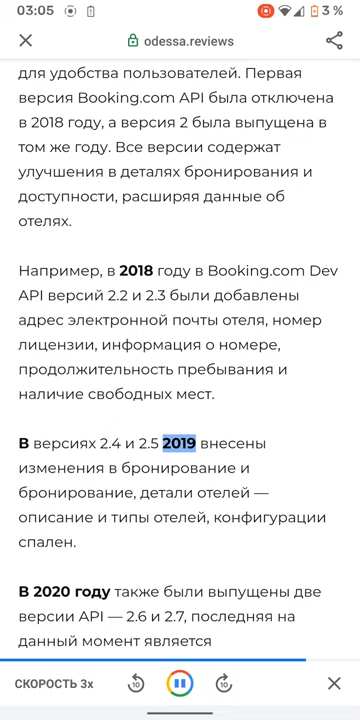 03:05
3 %
odessa.reviews
для удобства пользователей. Первая
версия Booking.com API была отключена
в 2018 году, а версия 2 была выпущена в
том же году. Все версии содержат
улучшения в деталях бронирования и
доступности, расширяя данные об
отелях.
Например, в 2018 году в Booking.com Dev
API версий 2.2 и 2.3 были добавлены
адрес электронной почты отеля, номер
лицензии, информация о номере,
продолжительность пребывания и
наличие свободных мест.
В версиях 2.4 и 2.5 2019 внесены
изменения в бронирование и
бронирование, детали отелей —
описание и типы отелей, конфигурации
спален.
В 2020 году также были выпущены две
версии API — 2.6 и 2.7, последняя на
данный момент является
СКОРОСТЬ 3x
10
10